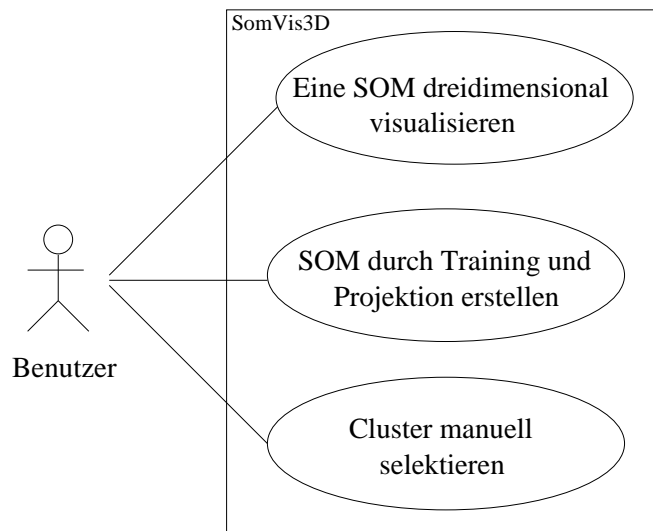 SomVis3D
Eine SOM dreidimensional
visualisieren
SOM durch Training und
Projektion erstellen
Benutzer
Cluster manuell
selektieren